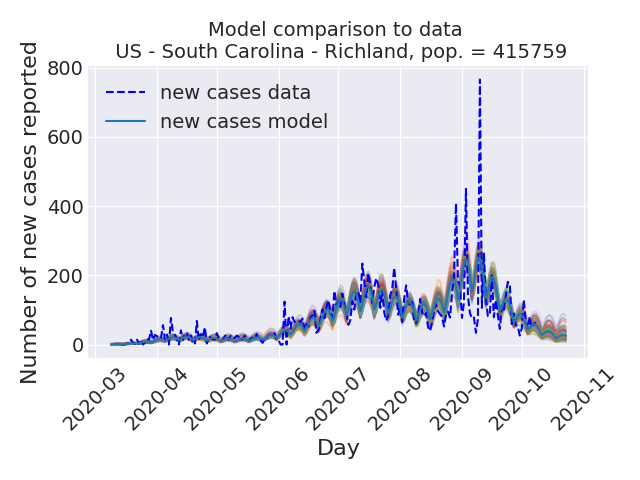 Model comparison to data
US - South Carolina - Richland, pop. = 415759
Number of new cases reported
800
600
400
200
0
new cases data
new cases model
2020-03
2020-04
2020-05
2020-06
2020-07
2020-08
2020-09
2020-10
2020-11
Day